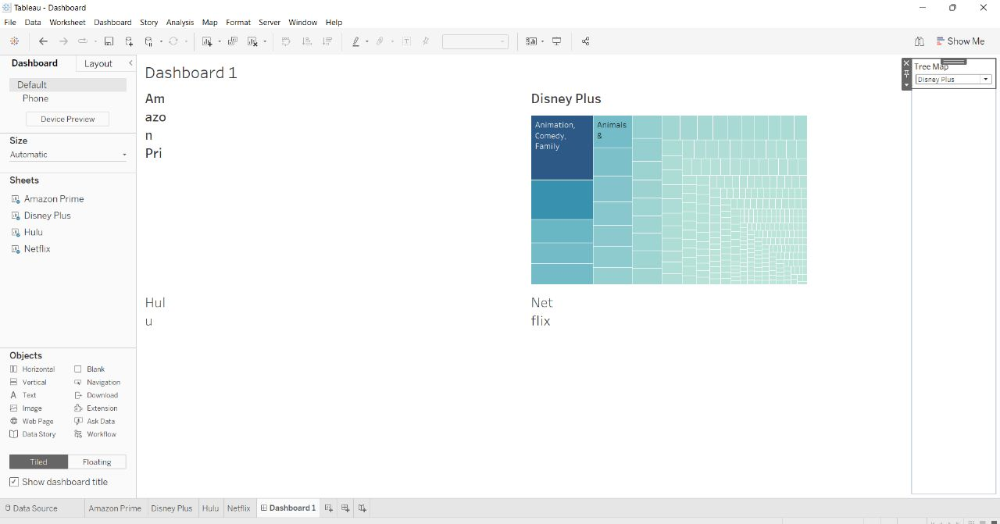 Tableau - Dashboard
File Data Worksheet Dashboard Story Analysis Map Format Server Window Help
Show Me
Dashboard Layout
Default
Phone
Device Preview
Size
Automatic
Sheets
Amazon Prime
Disney Plus
Hulu
Netflix
Objects
Horizontal Blank
Vertical Navigation
Text Download
Image Extension
Web Page Ask Data
Data Story Workflow
Tiled Floating
Show dashboard title
Dashboard 1
Am
azo
n
Pri
Disney Plus
Animation,
Comedy,
Family
Animals
&
Hul
u
Net
flix
Tree Map
Disney Plus
Data Source Amazon Prime Disney Plus Hulu Netflix Dashboard 1